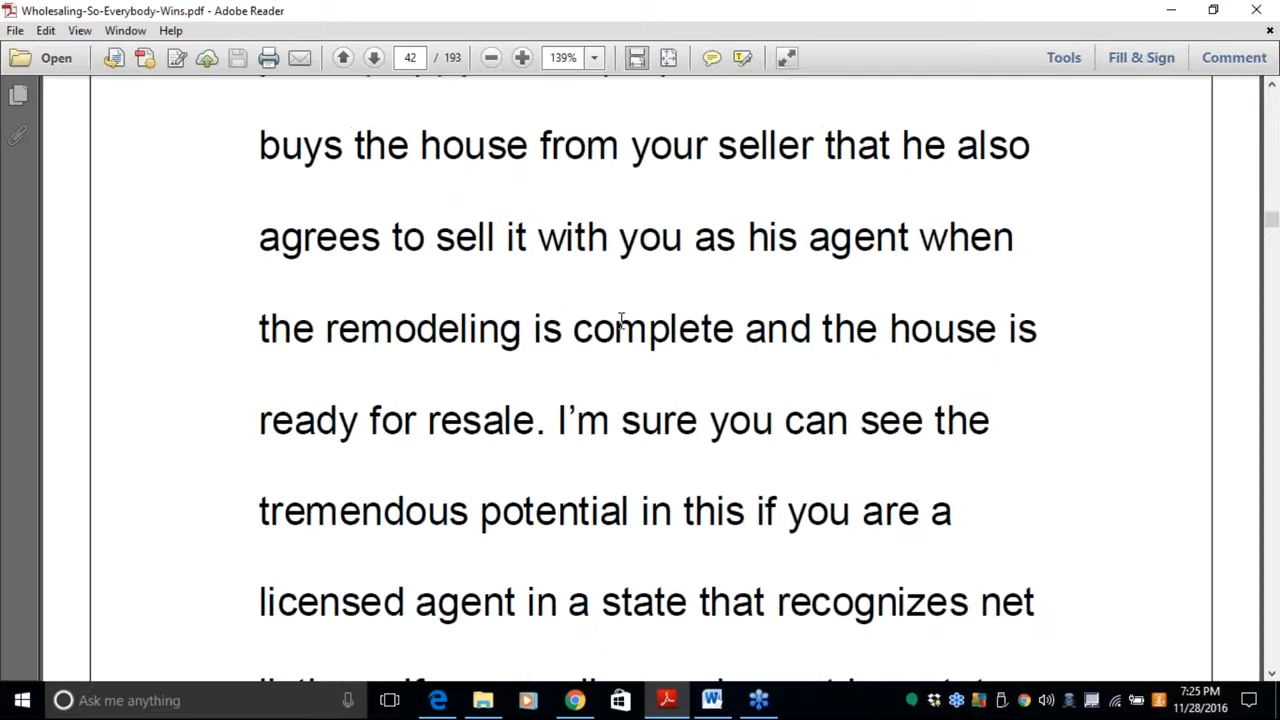 Wholesaling-So-Everybody-Wins.pdf - Adobe Reader
File Edit View Window Help
Open 42 / 193 139% Tools Fill & Sign Comment
buys the house from your seller that he also
agrees to sell it with you as his agent when
the remodeling is complete and the house is
ready for resale. I’m sure you can see the
tremendous potential in this if you are a
licensed agent in a state that recognizes net
Ask me anything
7:25 PM
11/28/2016